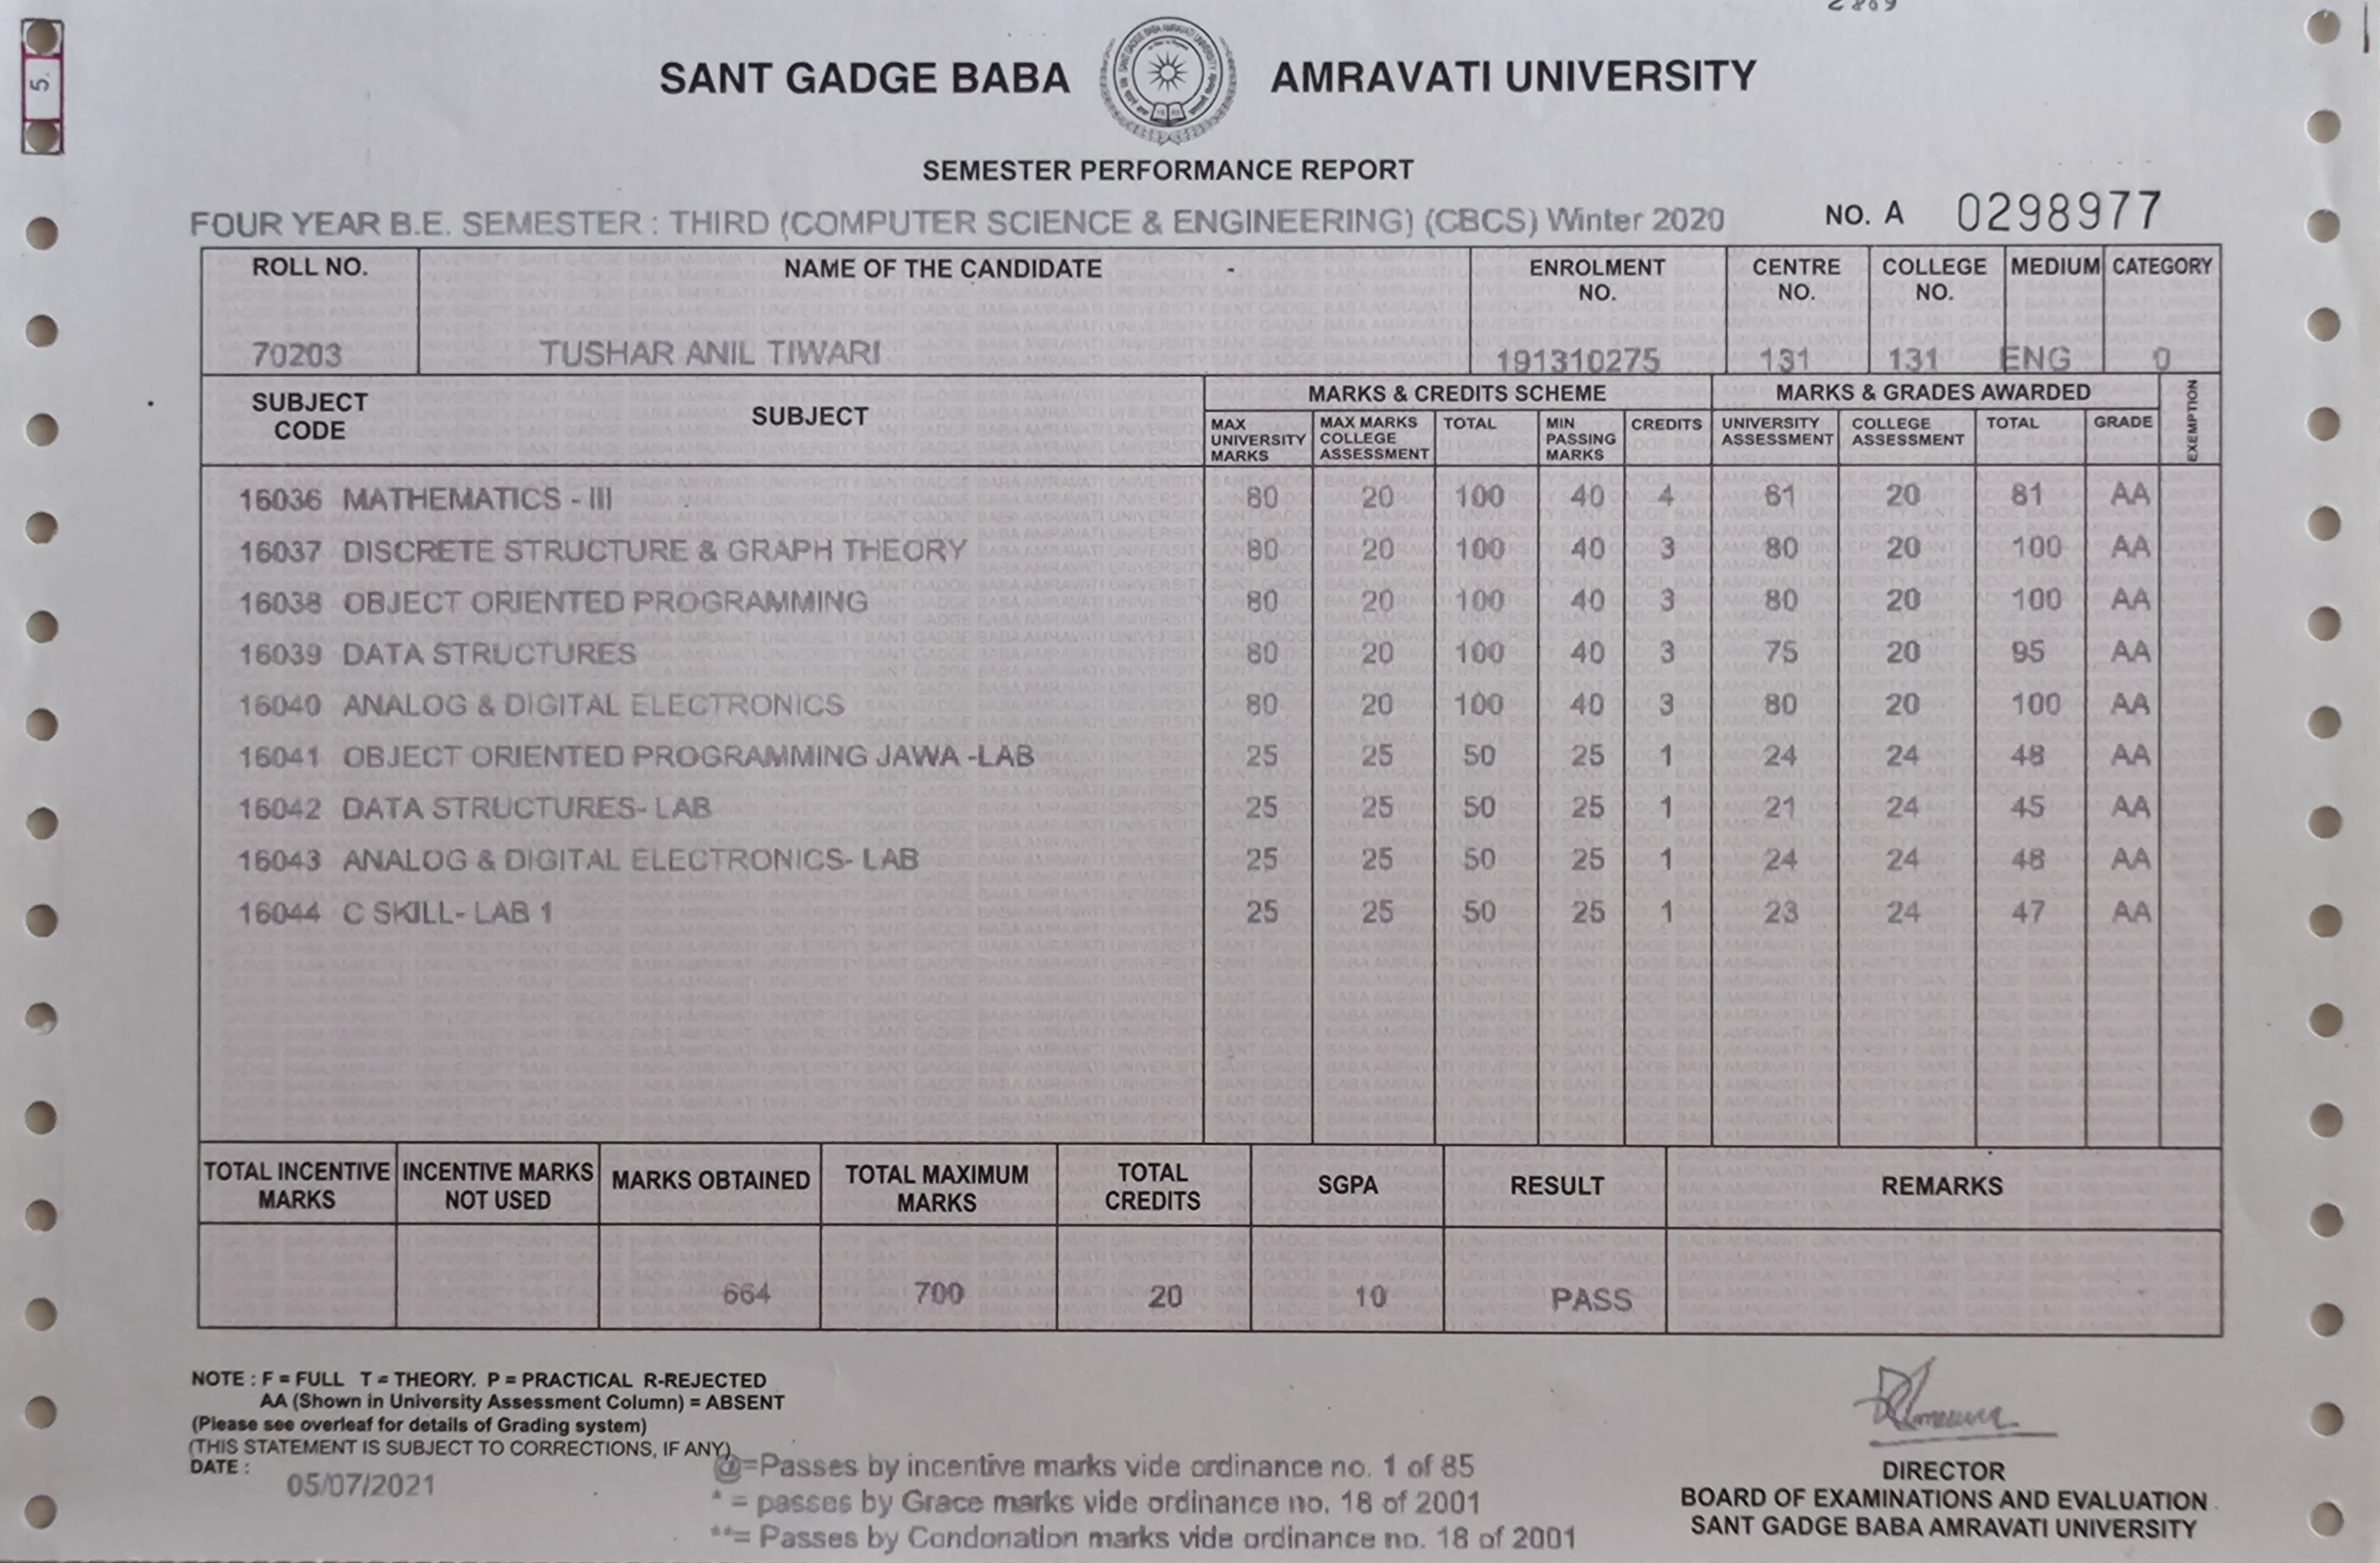 SANT GADGE BABA AMRAVATI UNIVERSITY
SEMESTER PERFORMANCE REPORT
FOUR YEAR B.E. SEMESTER : THIRD (COMPUTER SCIENCE & ENGINEERING) (CBCS) Winter 2020 NO. A 0298977
5.
ROLL NO. NAME OF THE CANDIDATE ENROLMENT NO. CENTRE NO. COLLEGE NO. MEDIUM CATEGORY
70203 TUSHAR ANIL TIWARI 191310275 131 131 ENG 0
SUBJECT CODE SUBJECT MARKS & CREDITS SCHEME MARKS & GRADES AWARDED EXEMPTION
MAX UNIVERSITY MARKS MAX MARKS COLLEGE ASSESSMENT TOTAL MIN PASSING MARKS CREDITS UNIVERSITY ASSESSMENT COLLEGE ASSESSMENT TOTAL GRADE
16036 MATHEMATICS - III 80 20 100 40 4 61 20 81 AA
16037 DISCRETE STRUCTURE & GRAPH THEORY 80 20 100 40 3 80 20 100 AA
16038 OBJECT ORIENTED PROGRAMMING 80 20 100 40 3 80 20 100 AA
16039 DATA STRUCTURES 80 20 100 40 3 75 20 95 AA
16040 ANALOG & DIGITAL ELECTRONICS 80 20 100 40 3 80 20 100 AA
16041 OBJECT ORIENTED PROGRAMMING JAWA -LAB 25 25 50 25 1 24 24 48 AA
16042 DATA STRUCTURES- LAB 25 25 50 25 1 21 24 45 AA
16043 ANALOG & DIGITAL ELECTRONICS- LAB 25 25 50 25 1 24 24 48 AA
16044 C SKILL- LAB 1 25 25 50 25 1 23 24 47 AA
TOTAL INCENTIVE MARKS INCENTIVE MARKS NOT USED MARKS OBTAINED TOTAL MAXIMUM MARKS TOTAL CREDITS SGPA RESULT REMARKS
664 700 20 10 PASS
NOTE : F = FULL T = THEORY. P = PRACTICAL R-REJECTED
AA (Shown in University Assessment Column) = ABSENT
(Please see overleaf for details of Grading system)
(THIS STATEMENT IS SUBJECT TO CORRECTIONS, IF ANY)
DATE : 05/07/2021
@=Passes by incentive marks vide ordinance no. 1 of 85
* = passes by Grace marks vide ordinance no. 18 of 2001
**= Passes by Condonation marks vide ordinance no. 18 of 2001
DIRECTOR
BOARD OF EXAMINATIONS AND EVALUATION
SANT GADGE BABA AMRAVATI UNIVERSITY